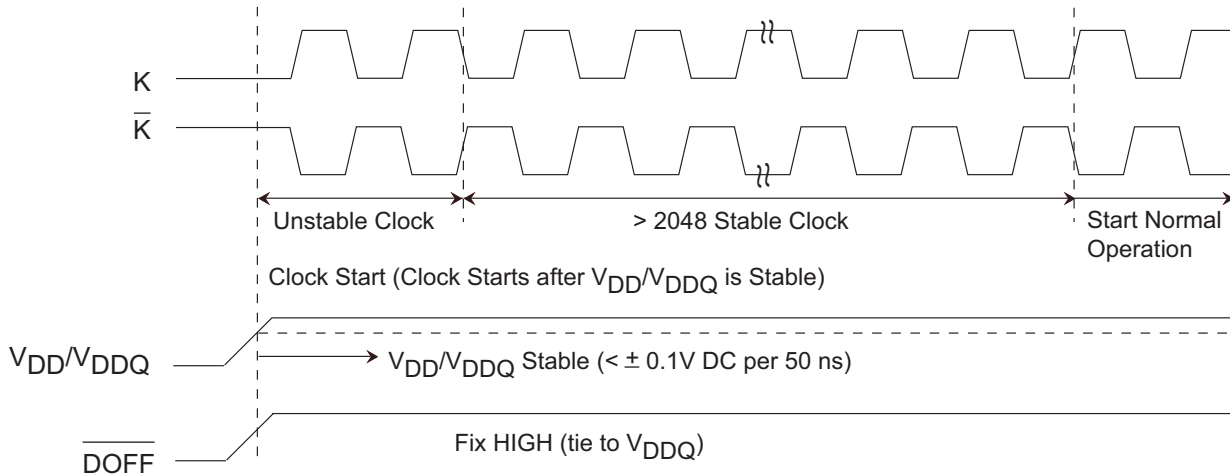 K
K̅
Unstable Clock
> 2048 Stable Clock
Start Normal
Operation
Clock Start (Clock Starts after VDD/VDDQ is Stable)
VDD/VDDQ
VDD/VDDQ Stable (< ± 0.1V DC per 50 ns)
D̅O̅F̅F̅
Fix HIGH (tie to VDDQ)